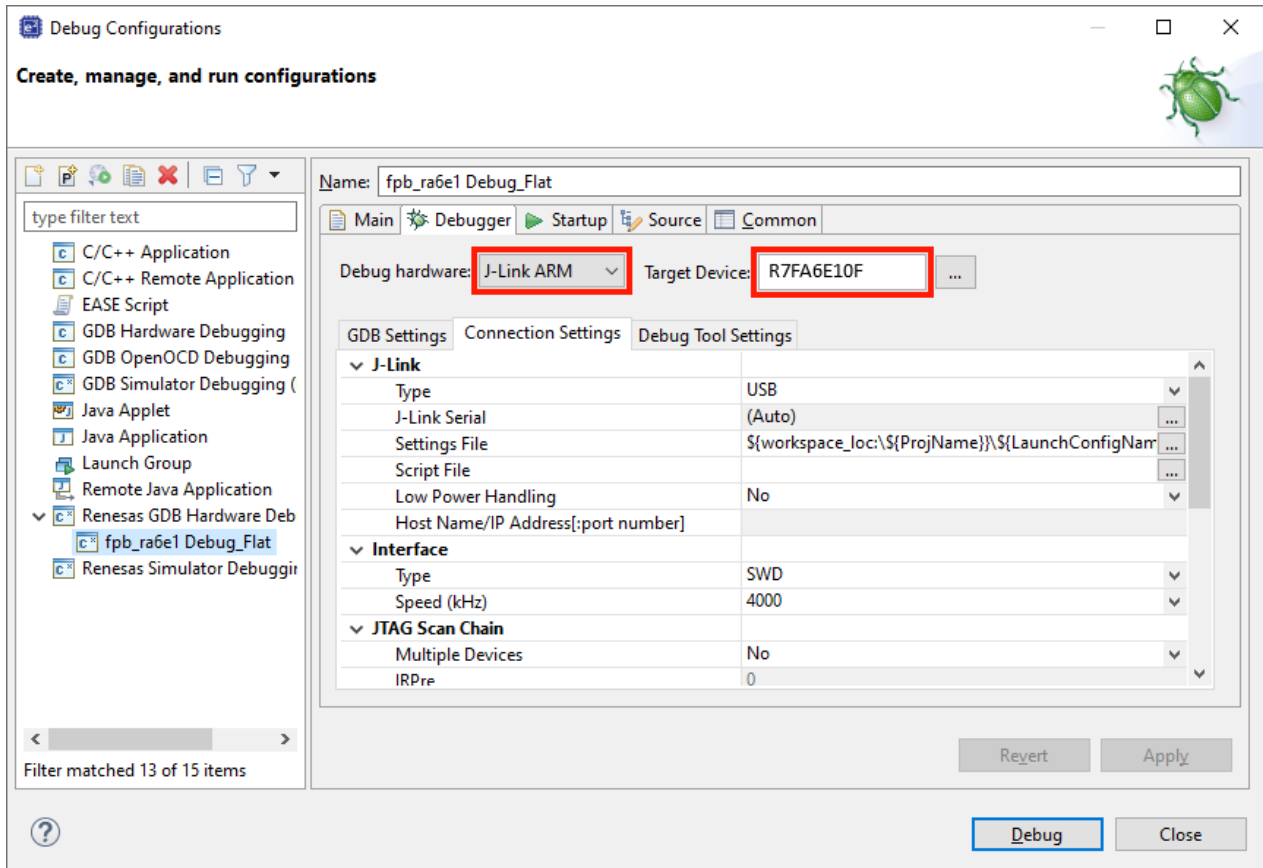 Debug Configurations
Create, manage, and run configurations
Name: fpb_ra6e1 Debug_Flat
type filter text
C/C++ Application
C/C++ Remote Application
EASE Script
GDB Hardware Debugging
GDB OpenOCD Debugging
GDB Simulator Debugging (
Java Applet
Java Application
Launch Group
Remote Java Application
Renesas GDB Hardware Deb
fpb_ra6e1 Debug_Flat
Renesas Simulator Debuggin
Filter matched 13 of 15 items
Main Debugger Startup Source Common
Debug hardware: J-Link ARM Target Device: R7FA6E10F ...
GDB Settings Connection Settings Debug Tool Settings
J-Link
Type USB
J-Link Serial (Auto) ...
Settings File ${workspace_loc:\${ProjName}}\${LaunchConfigNam ...
Script File ...
Low Power Handling No
Host Name/IP Address[:port number]
Interface
Type SWD
Speed (kHz) 4000
JTAG Scan Chain
Multiple Devices No
IRPre 0
Revert Apply
? Debug Close